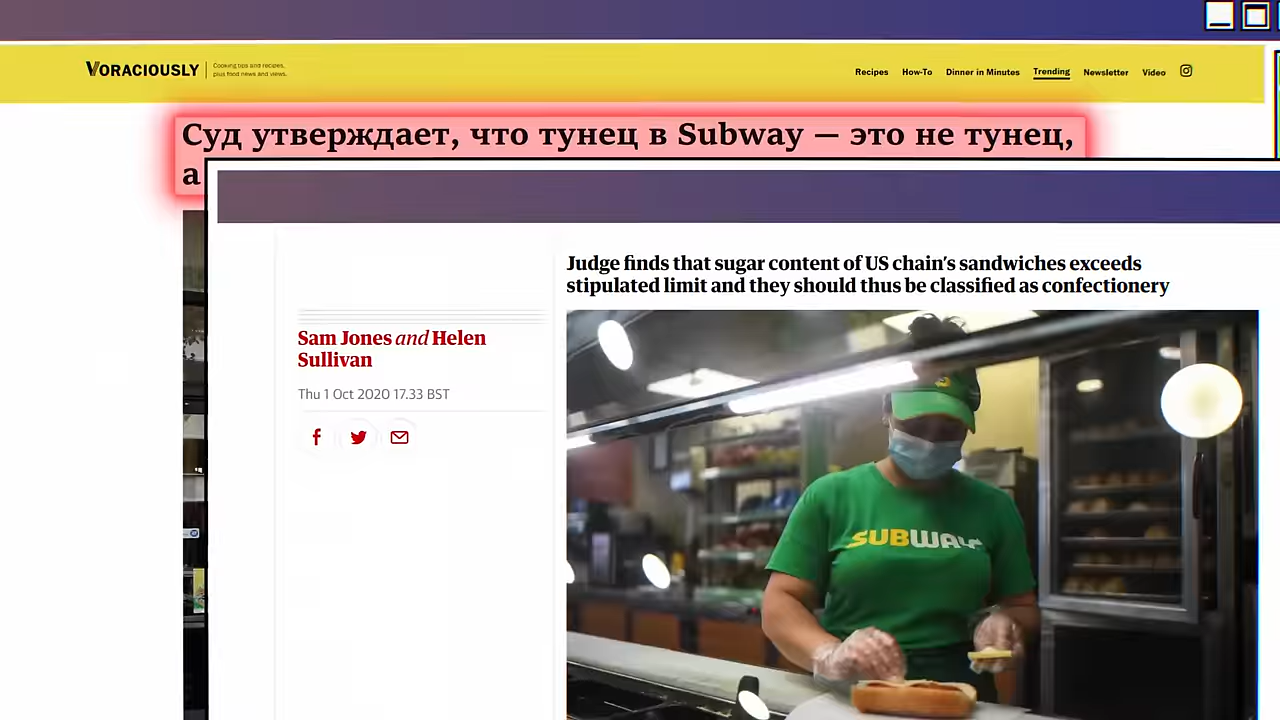 VORACIOUSLY
Cooking tips and recipes,
plus food news and views.
Recipes How-To Dinner in Minutes Trending Newsletter Video
Суд утверждает, что тунец в Subway — это не тунец,
а
Judge finds that sugar content of US chain's sandwiches exceeds
stipulated limit and they should thus be classified as confectionery
Sam Jones and Helen
Sullivan
Thu 1 Oct 2020 17.33 BST
SUBWAY